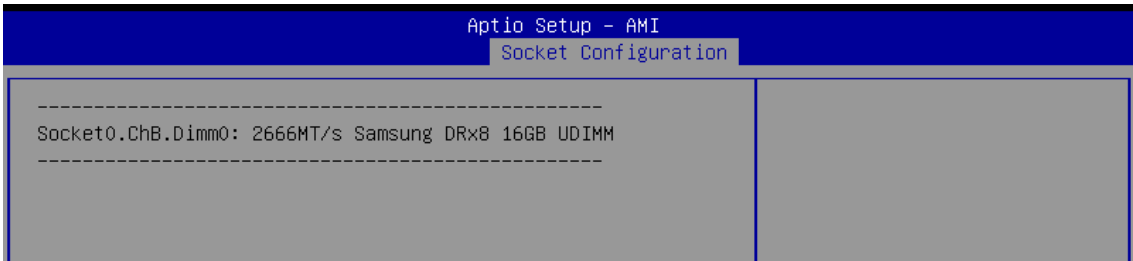 Aptio Setup – AMI
Socket Configuration
--------------------------------------------------
Socket0.ChB.Dimm0: 2666MT/s Samsung DRx8 16GB UDIMM
--------------------------------------------------